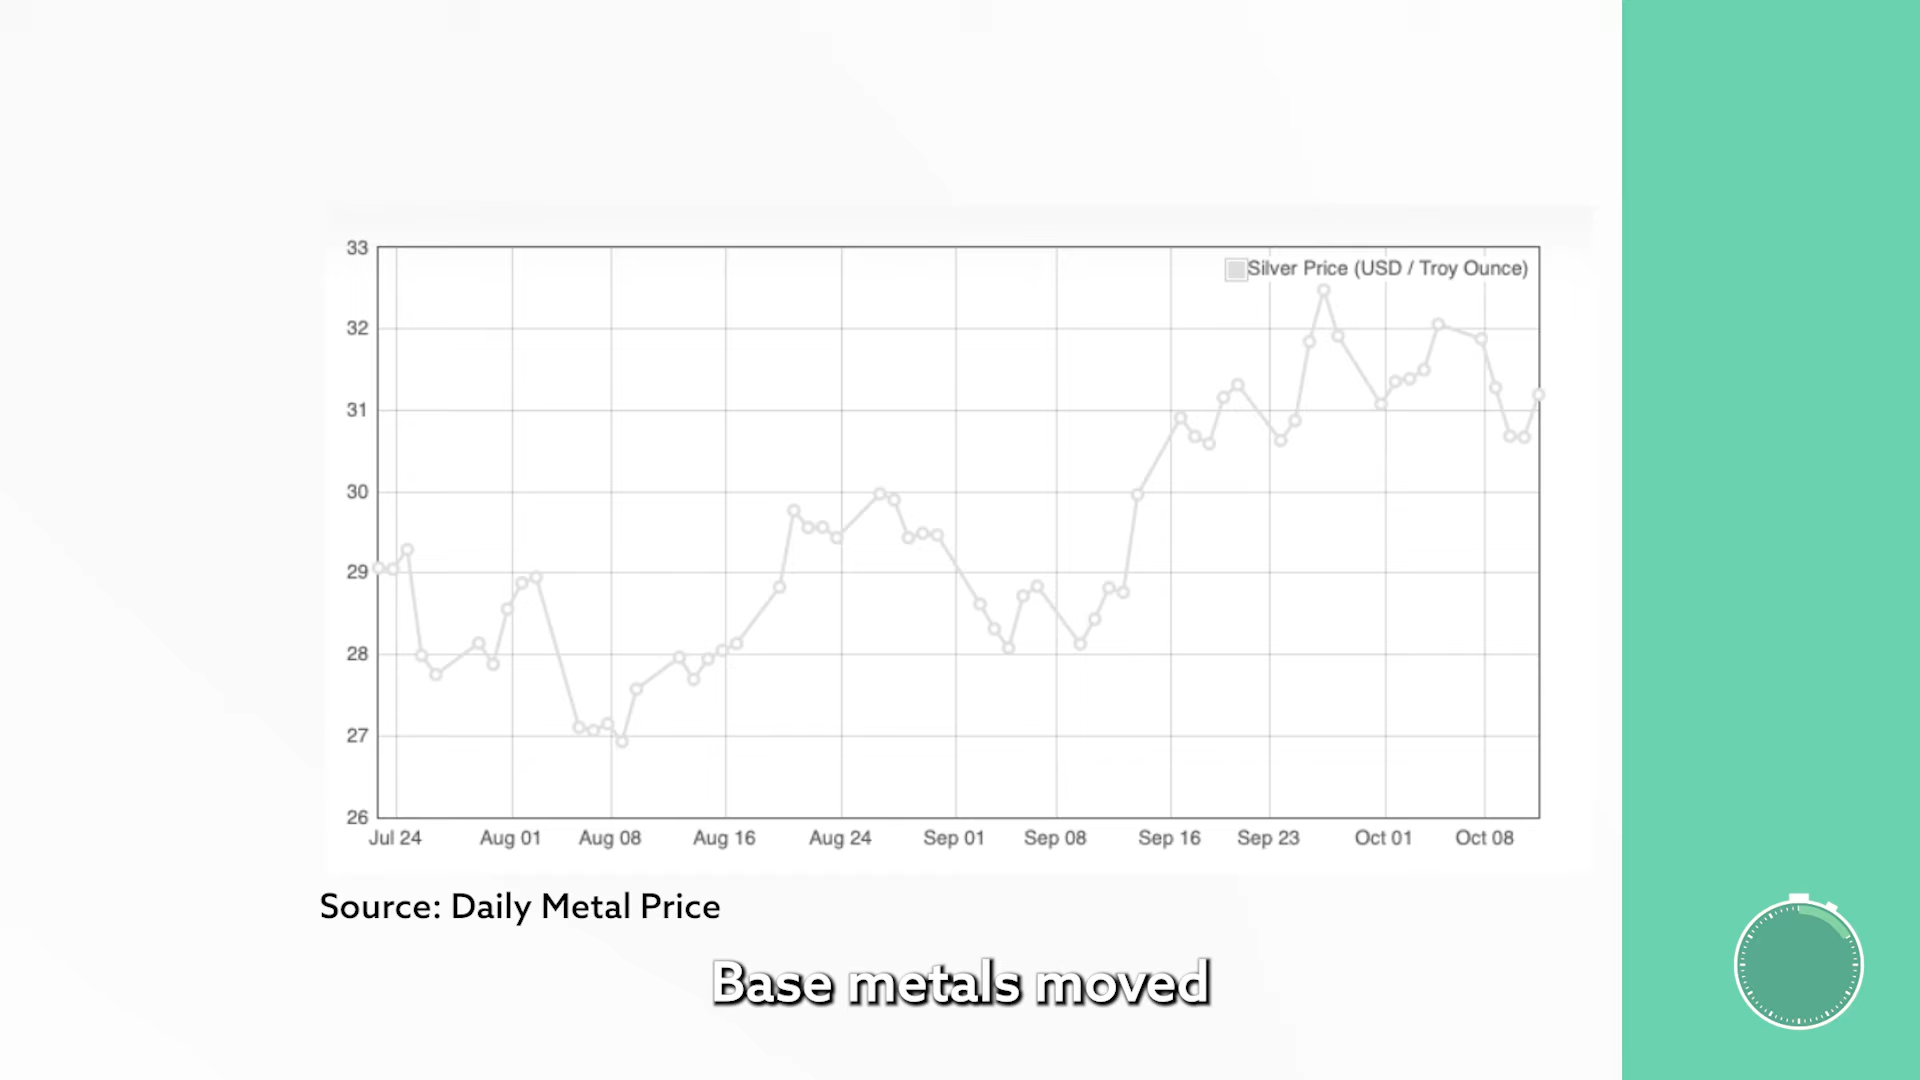 33
Silver Price (USD / Troy Ounce)
32
31
30
29
28
27
26
Jul 24 Aug 01 Aug 08 Aug 16 Aug 24 Sep 01 Sep 08 Sep 16 Sep 23 Oct 01 Oct 08
Source: Daily Metal Price
Base metals moved